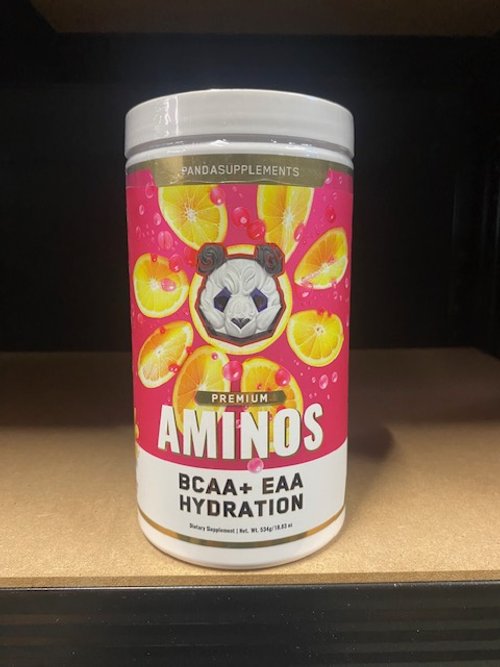 PANDASUPPLEMENTS
PREMIUM
AMINOS
BCAA+ EAA
HYDRATION
Dietary Supplement | Net. Wt. 534g/18.83 oz